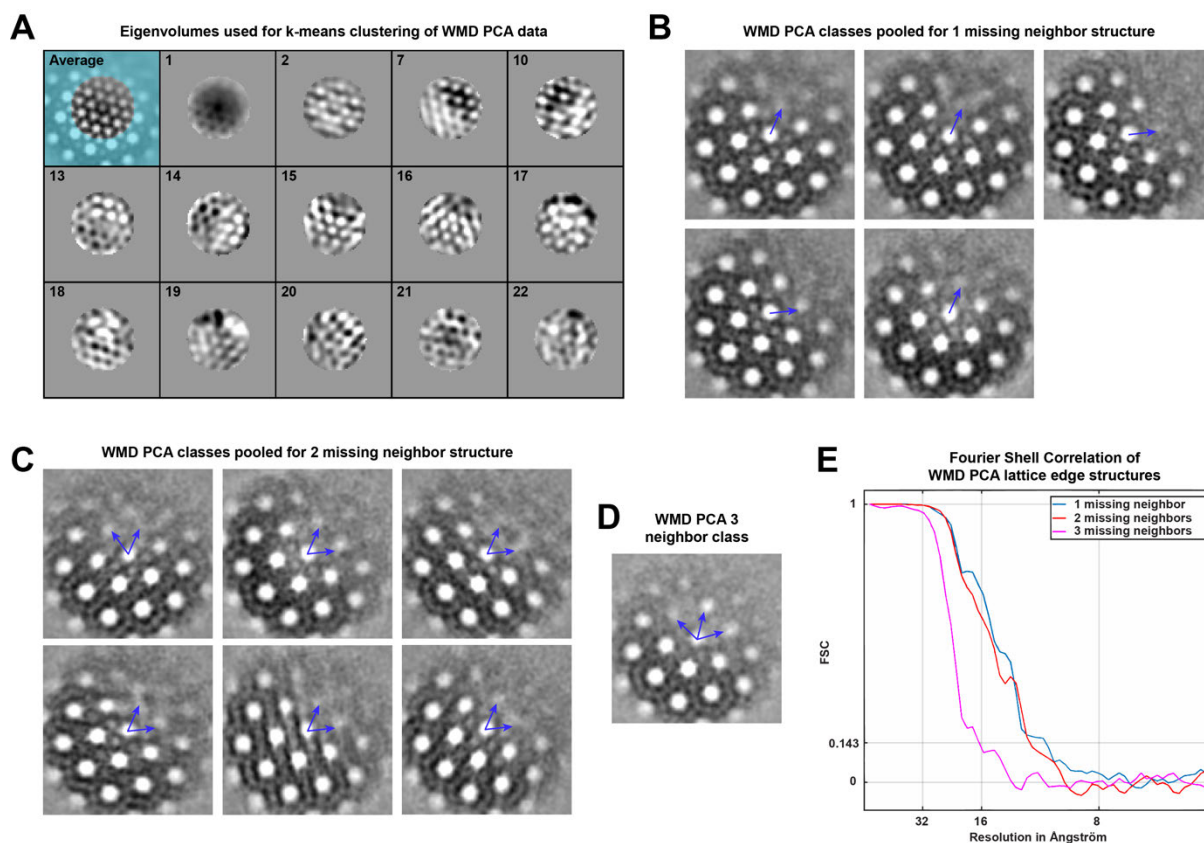 A
Eigenvolumes used for k-means clustering of WMD PCA data
Average
1
2
7
10
13
14
15
16
17
18
19
20
21
22
B
WMD PCA classes pooled for 1 missing neighbor structure
C
WMD PCA classes pooled for 2 missing neighbor structure
D
WMD PCA 3
neighbor class
E
Fourier Shell Correlation of
WMD PCA lattice edge structures
1 missing neighbor
2 missing neighbors
3 missing neighbors
FSC
1
0.143
0
32
16
8
Resolution in Ångström